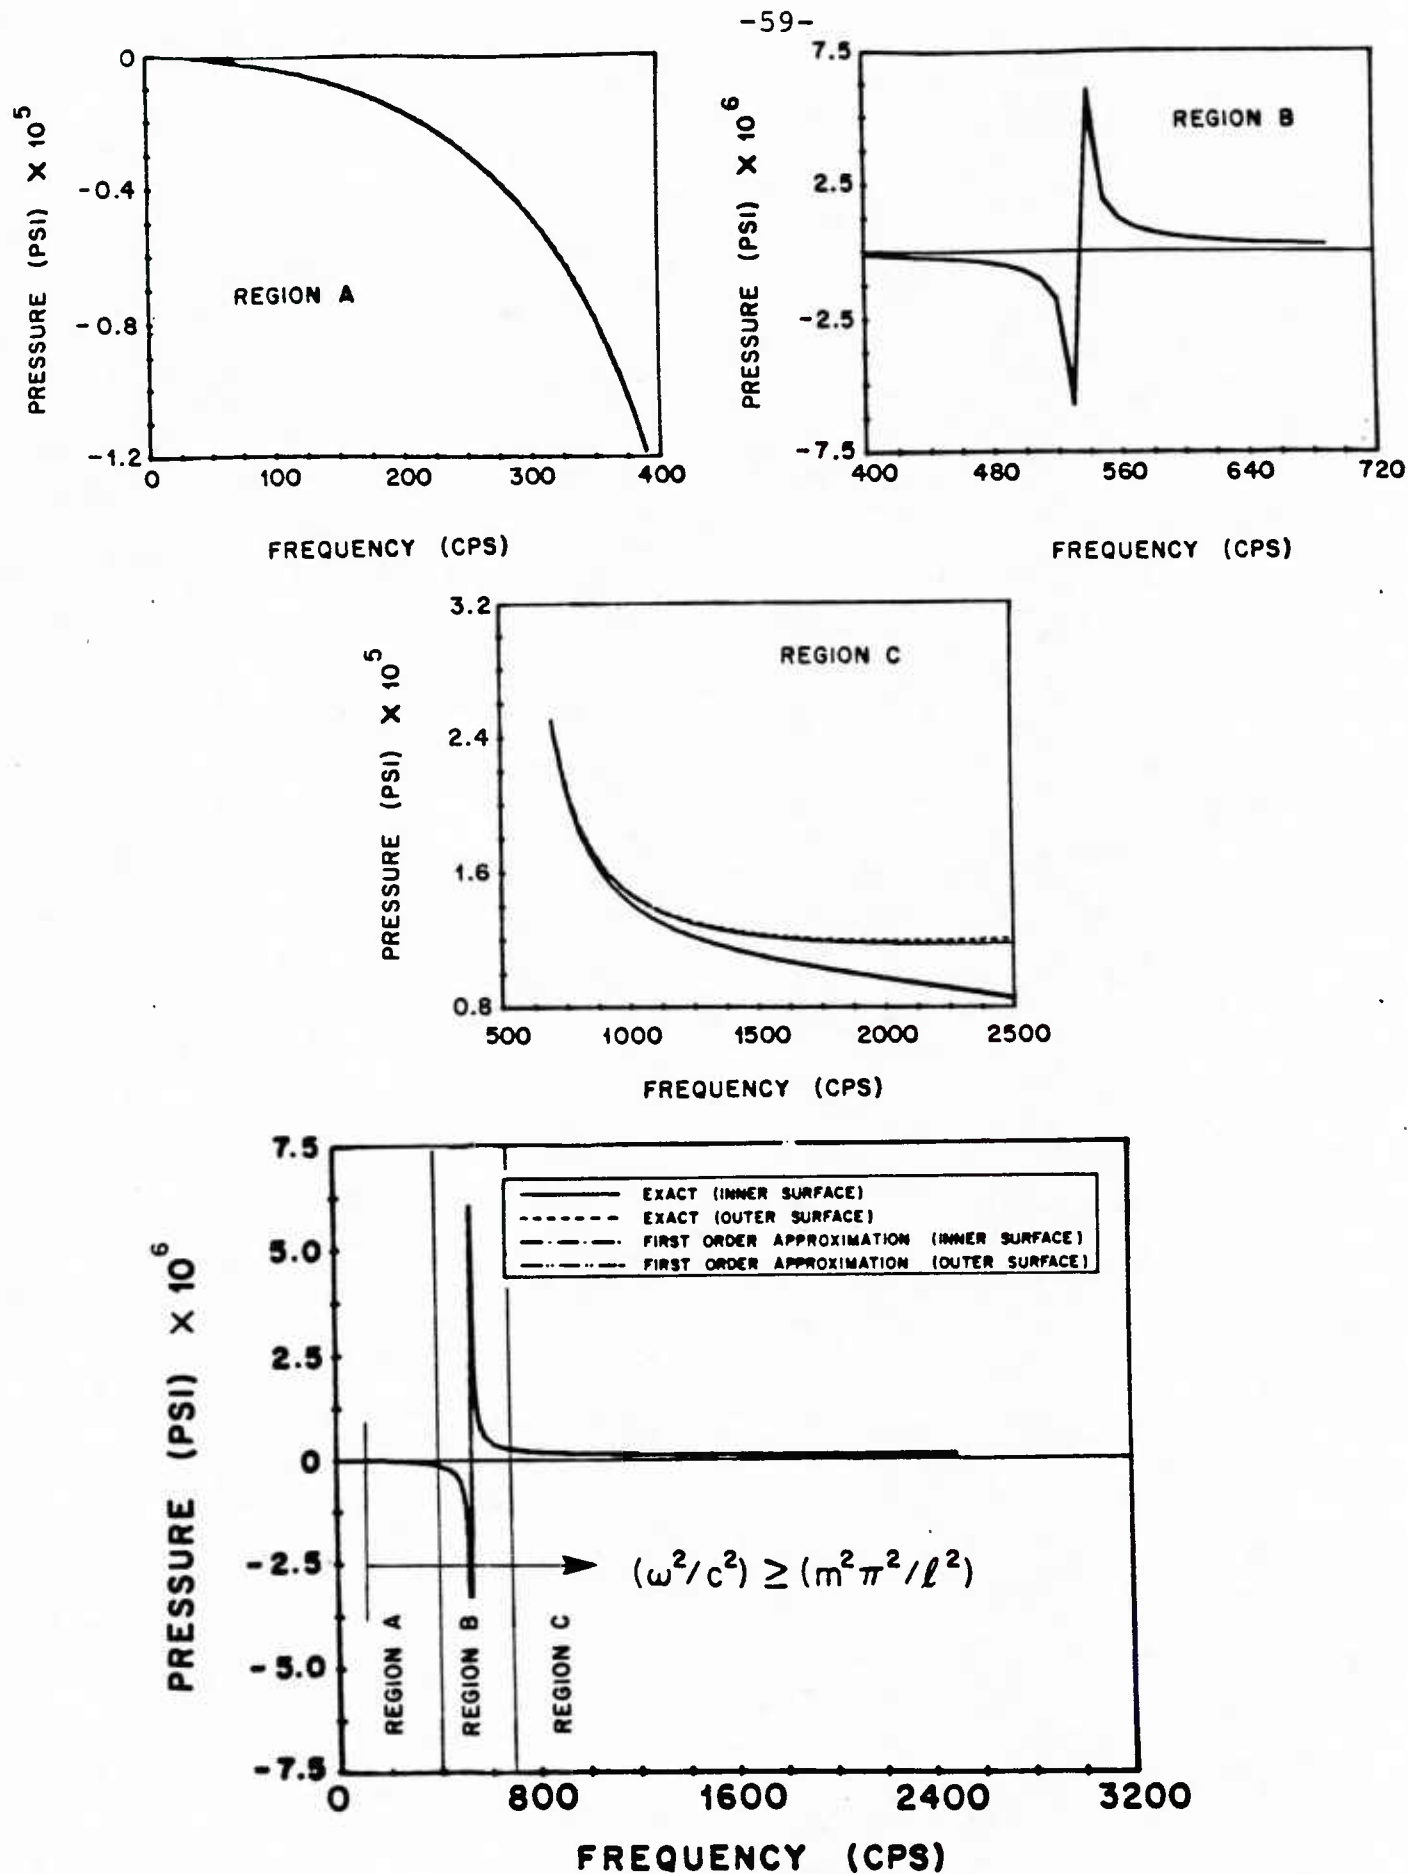 -59-
0
-0.4
-0.8
-1.2
0 100 200 300 400
PRESSURE (PSI) X 10^5
REGION A
FREQUENCY (CPS)
7.5
2.5
-2.5
-7.5
400 480 560 640 720
PRESSURE (PSI) X 10^6
REGION B
FREQUENCY (CPS)
3.2
2.4
1.6
0.8
500 1000 1500 2000 2500
PRESSURE (PSI) X 10^5
REGION C
FREQUENCY (CPS)
7.5
5.0
2.5
0
-2.5
-5.0
-7.5
PRESSURE (PSI) X 10^6
EXACT (INNER SURFACE)
EXACT (OUTER SURFACE)
FIRST ORDER APPROXIMATION (INNER SURFACE)
FIRST ORDER APPROXIMATION (OUTER SURFACE)
(ω²/c²) ≥ (m²π²/ℓ²)
REGION A
REGION B
REGION C
0 800 1600 2400 3200
FREQUENCY (CPS)